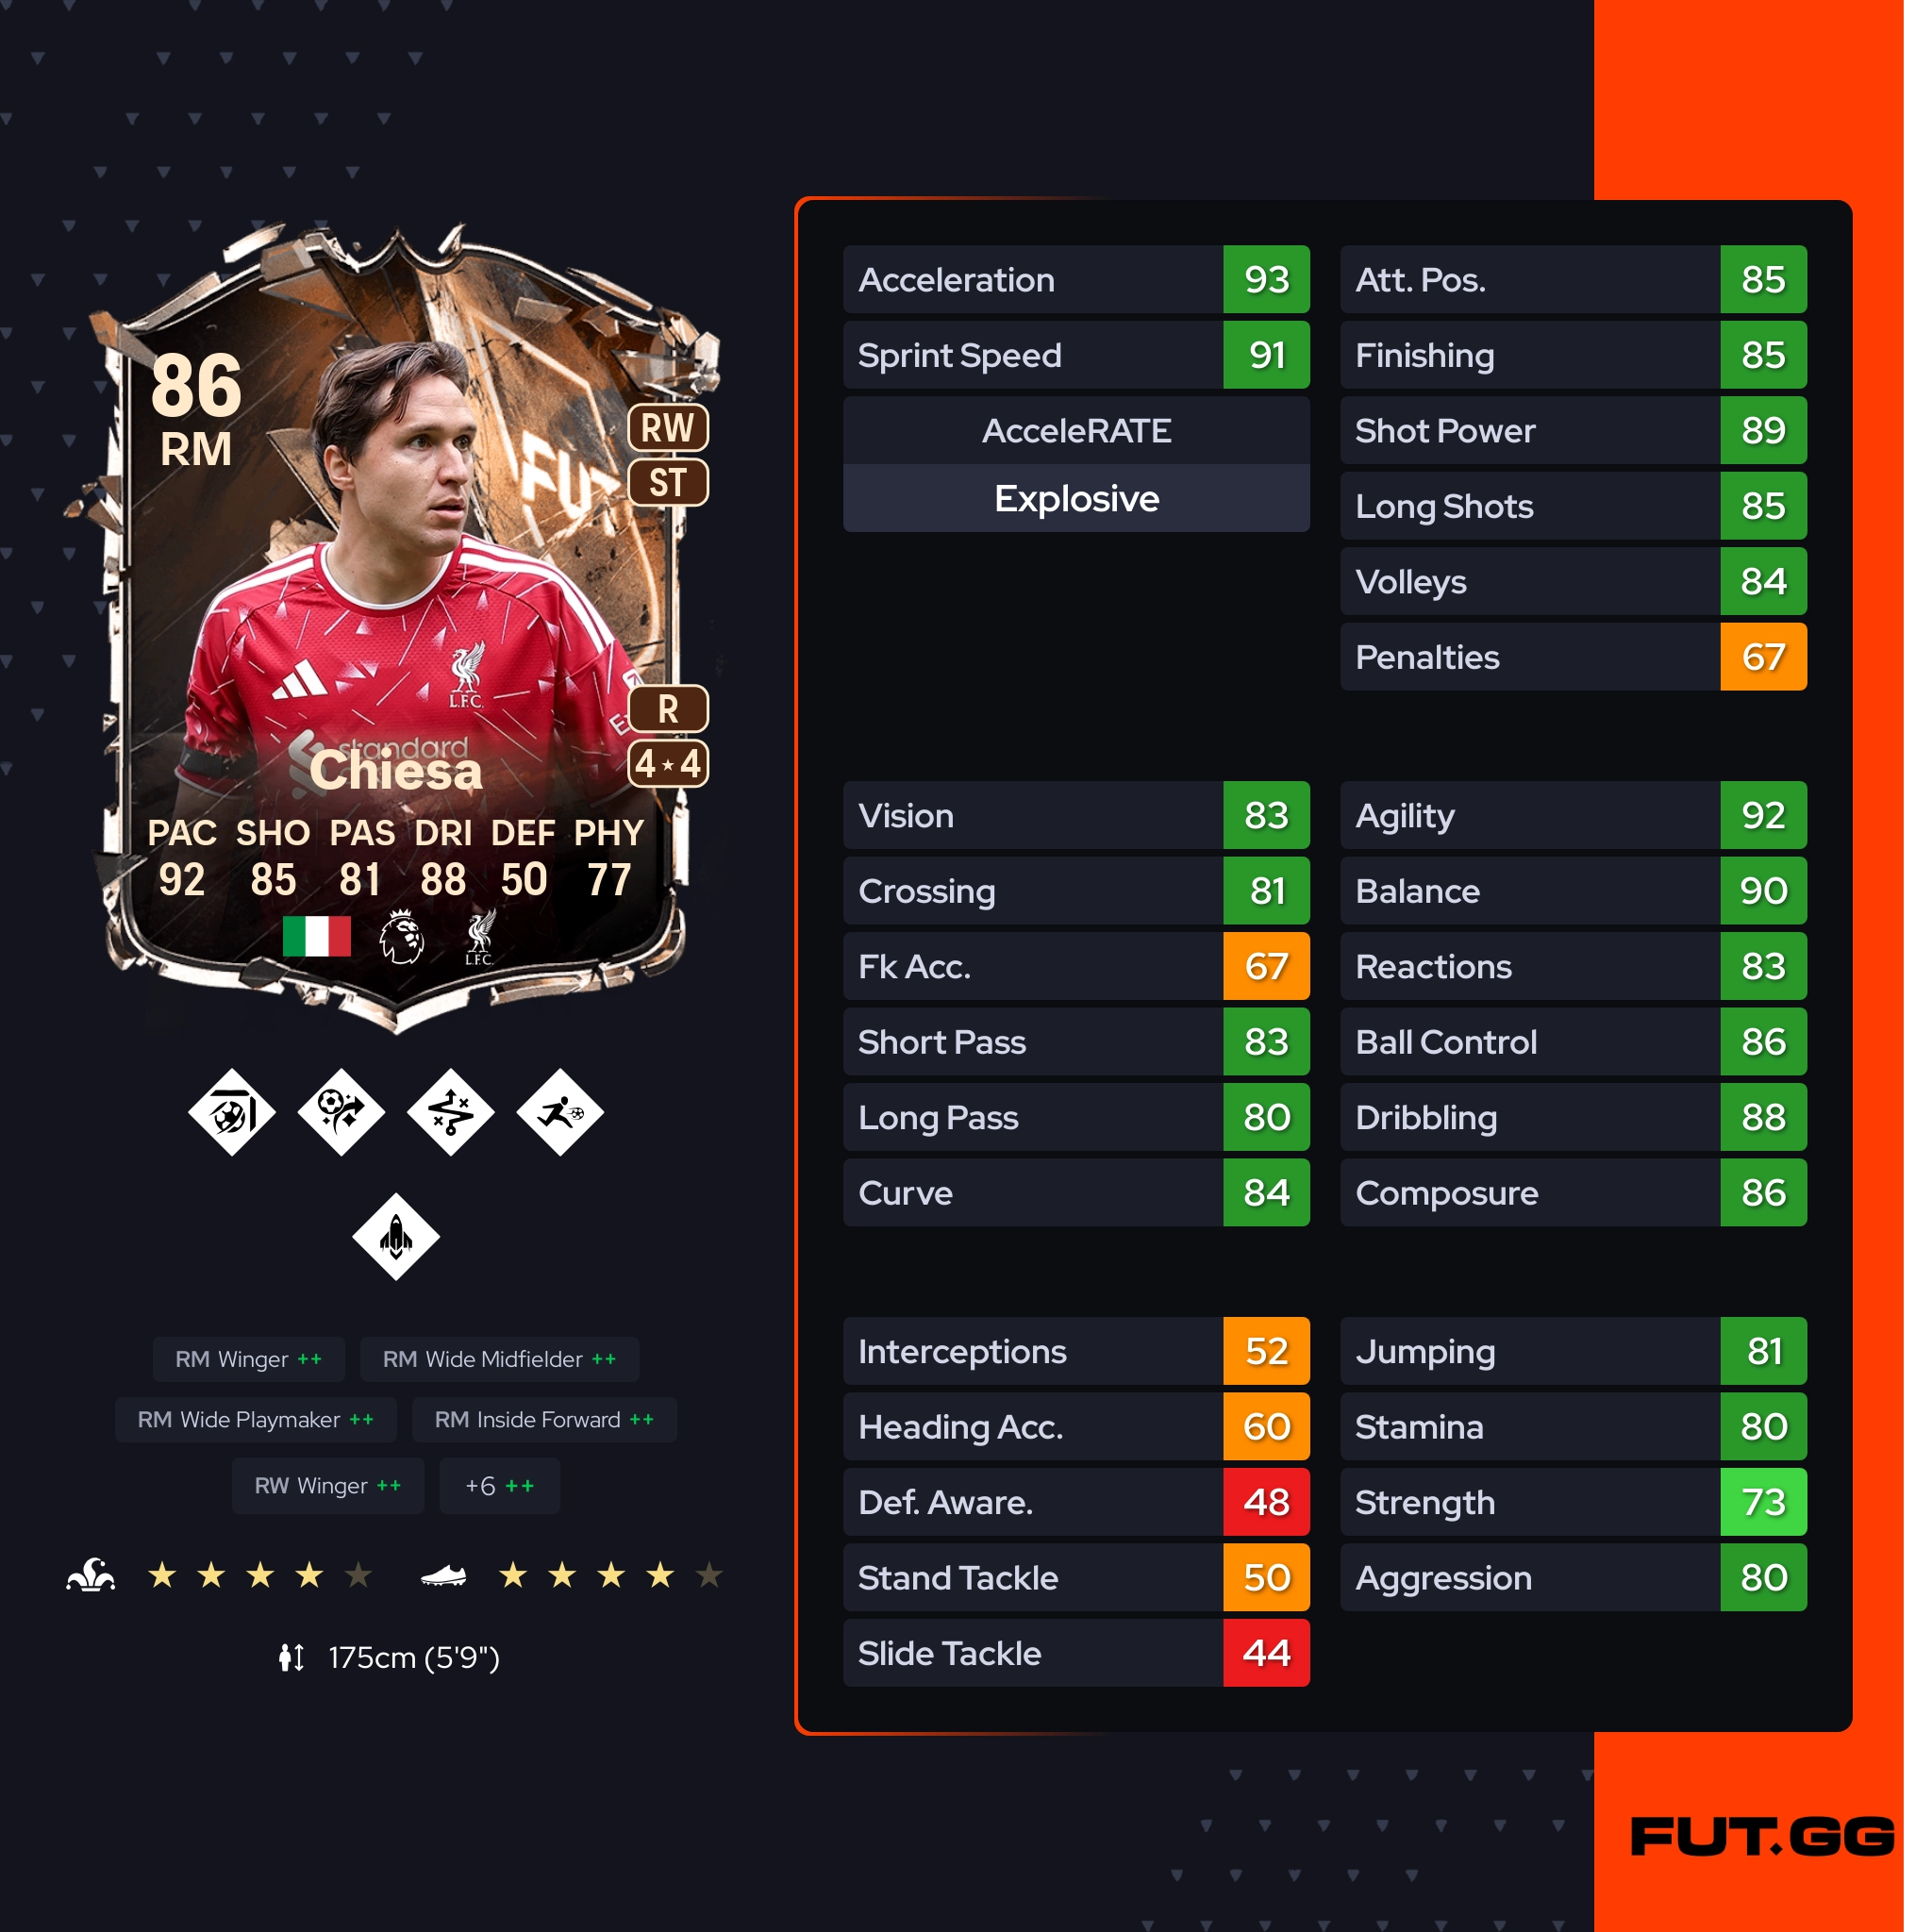 86
RM
RW
ST
FUT
L.F.C.
R
standard
4★4
Chiesa
PAC SHO PAS DRI DEF PHY
92 85 81 88 50 77
L.F.C.
RM Winger ++
RM Wide Midfielder ++
RM Wide Playmaker ++
RM Inside Forward ++
RW Winger ++
+6 ++
175cm (5'9")
Acceleration 93
Sprint Speed 91
AcceleRATE
Explosive
Att. Pos. 85
Finishing 85
Shot Power 89
Long Shots 85
Volleys 84
Penalties 67
Vision 83
Crossing 81
Fk Acc. 67
Short Pass 83
Long Pass 80
Curve 84
Agility 92
Balance 90
Reactions 83
Ball Control 86
Dribbling 88
Composure 86
Interceptions 52
Heading Acc. 60
Def. Aware. 48
Stand Tackle 50
Slide Tackle 44
Jumping 81
Stamina 80
Strength 73
Aggression 80
FUT.GG